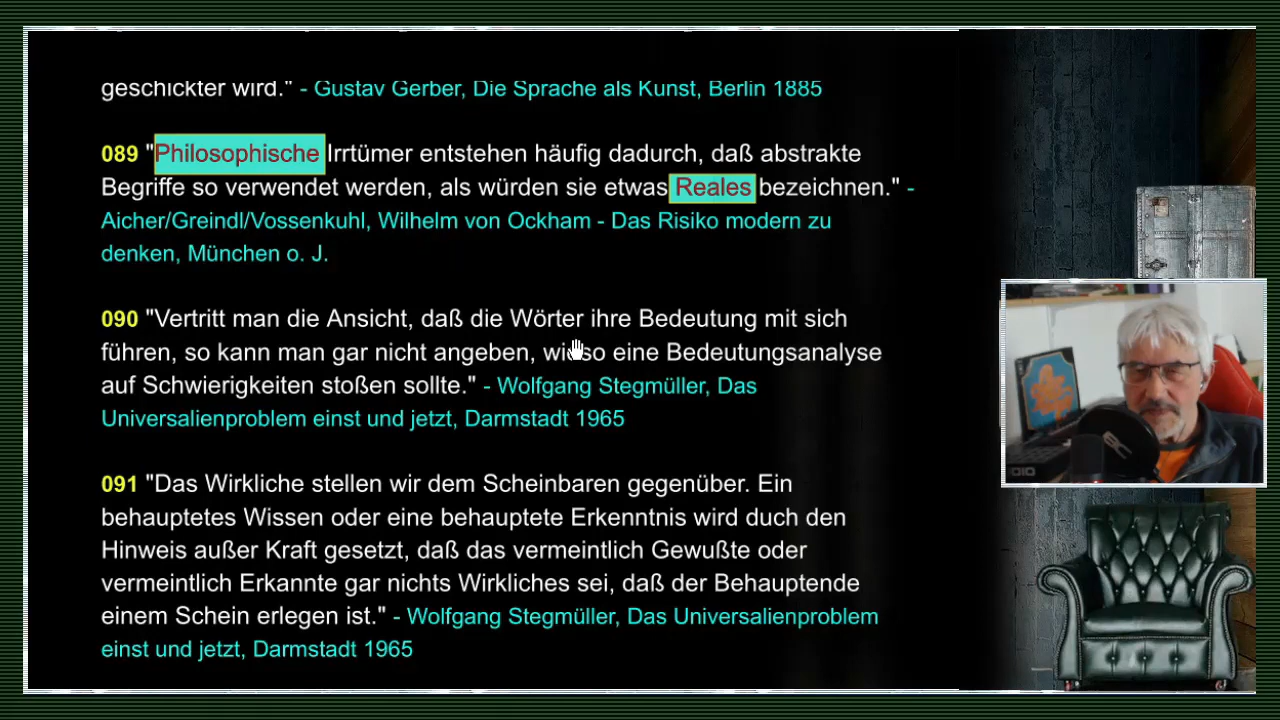 geschickter wird." - Gustav Gerber, Die Sprache als Kunst, Berlin 1885
089 "Philosophische Irrtümer entstehen häufig dadurch, daß abstrakte
Begriffe so verwendet werden, als würden sie etwas Reales bezeichnen." -
Aicher/Greindl/Vossenkuhl, Wilhelm von Ockham - Das Risiko modern zu
denken, München o. J.
090 "Vertritt man die Ansicht, daß die Wörter ihre Bedeutung mit sich
führen, so kann man gar nicht angeben, wieso eine Bedeutungsanalyse
auf Schwierigkeiten stoßen sollte." - Wolfgang Stegmüller, Das
Universalienproblem einst und jetzt, Darmstadt 1965
091 "Das Wirkliche stellen wir dem Scheinbaren gegenüber. Ein
behauptetes Wissen oder eine behauptete Erkenntnis wird duch den
Hinweis außer Kraft gesetzt, daß das vermeintlich Gewußte oder
vermeintlich Erkannte gar nichts Wirkliches sei, daß der Behauptende
einem Schein erlegen ist." - Wolfgang Stegmüller, Das Universalienproblem
einst und jetzt, Darmstadt 1965